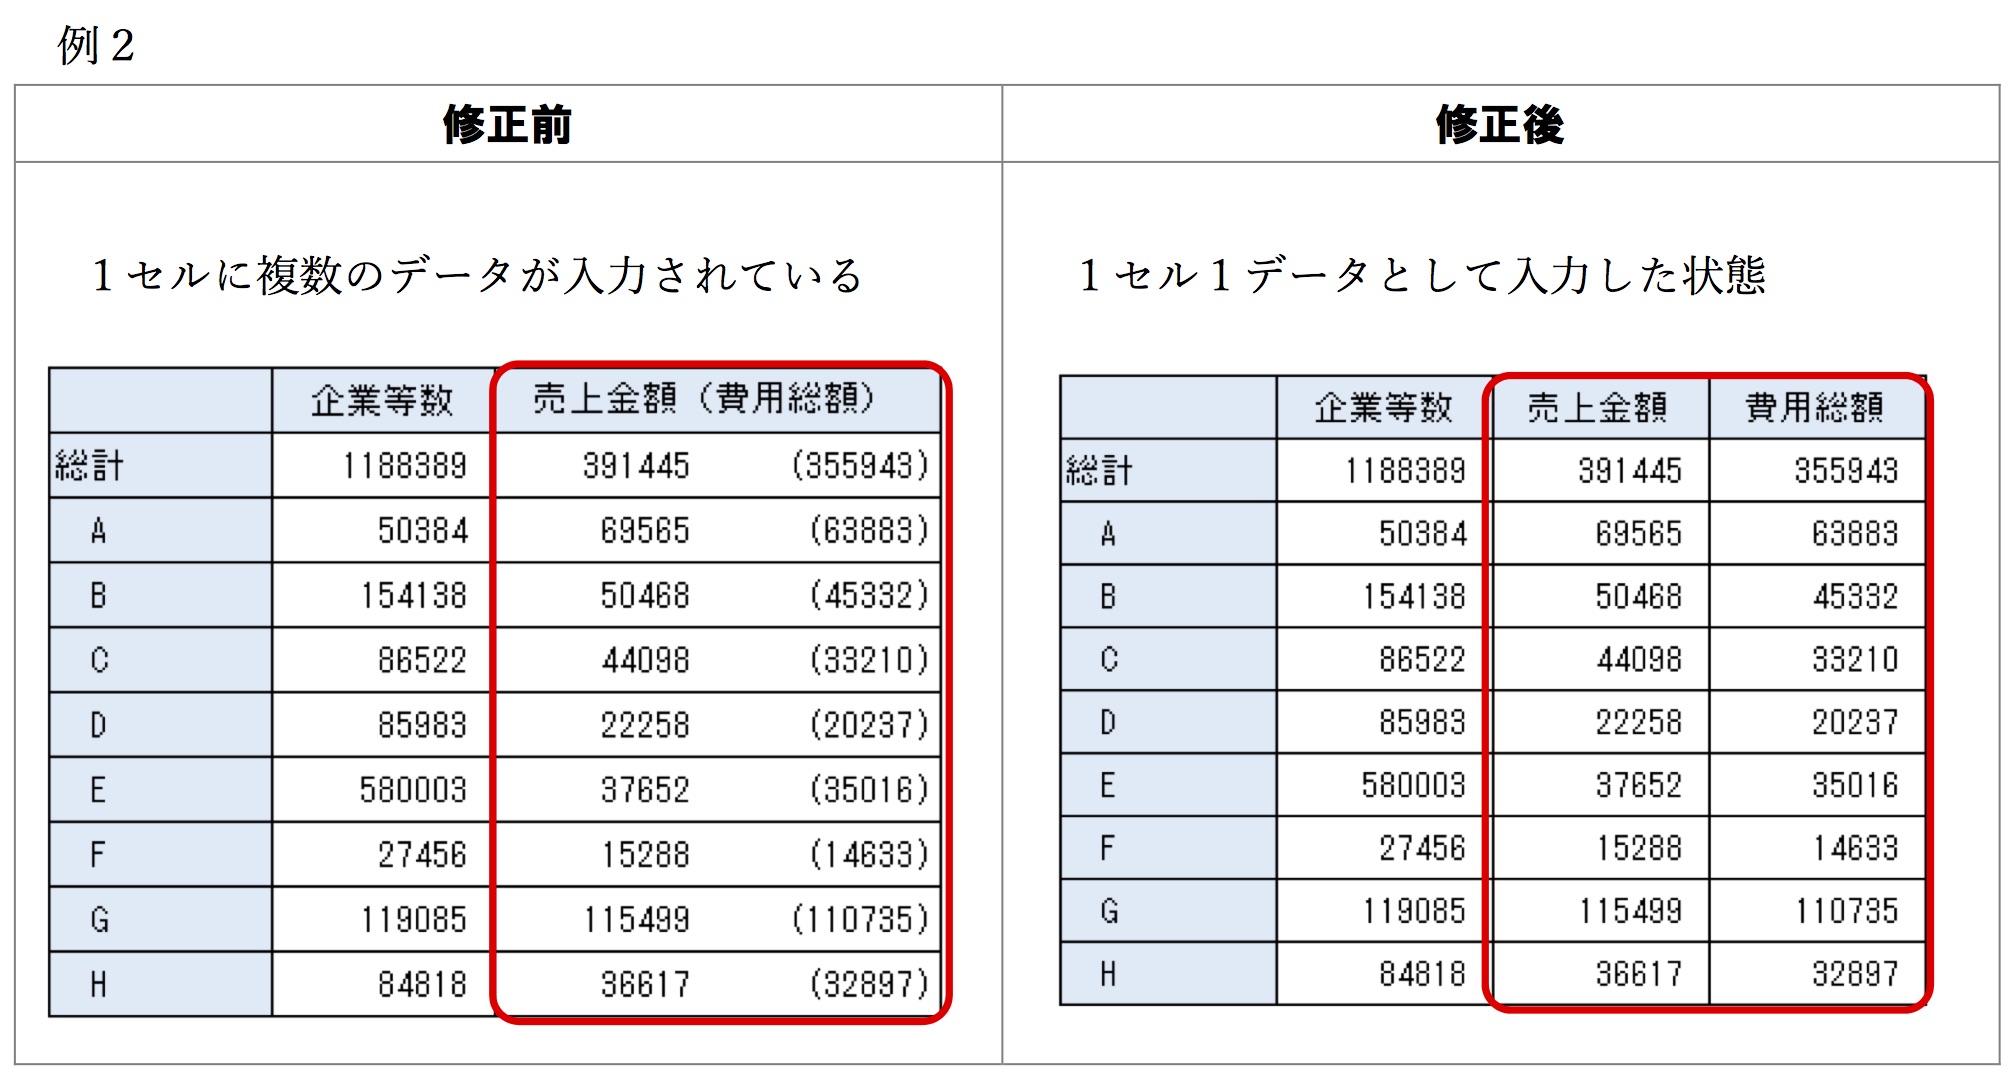 例２
修正前
修正後
１セルに複数のデータが入力されている
１セル１データとして入力した状態
企業等数 売上金額（費用総額）
総計 1188389 391445 (355943)
A 50384 69565 (63883)
B 154138 50468 (45332)
C 86522 44098 (33210)
D 85983 22258 (20237)
E 580003 37652 (35016)
F 27456 15288 (14633)
G 119085 115499 (110735)
H 84818 36617 (32897)
企業等数 売上金額 費用総額
総計 1188389 391445 355943
A 50384 69565 63883
B 154138 50468 45332
C 86522 44098 33210
D 85983 22258 20237
E 580003 37652 35016
F 27456 15288 14633
G 119085 115499 110735
H 84818 36617 32897